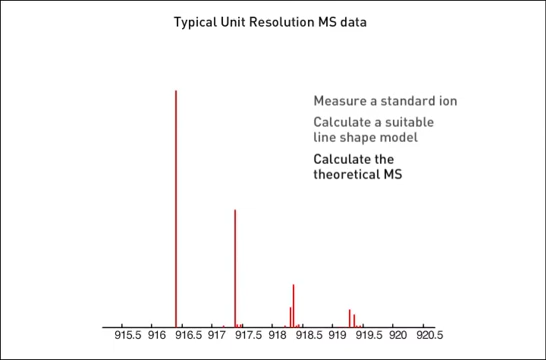 Typical Unit Resolution MS data
Measure a standard ion
Calculate a suitable
line shape model
Calculate the
theoretical MS
915.5 916 916.5 917 917.5 918 918.5 919 919.5 920 920.5